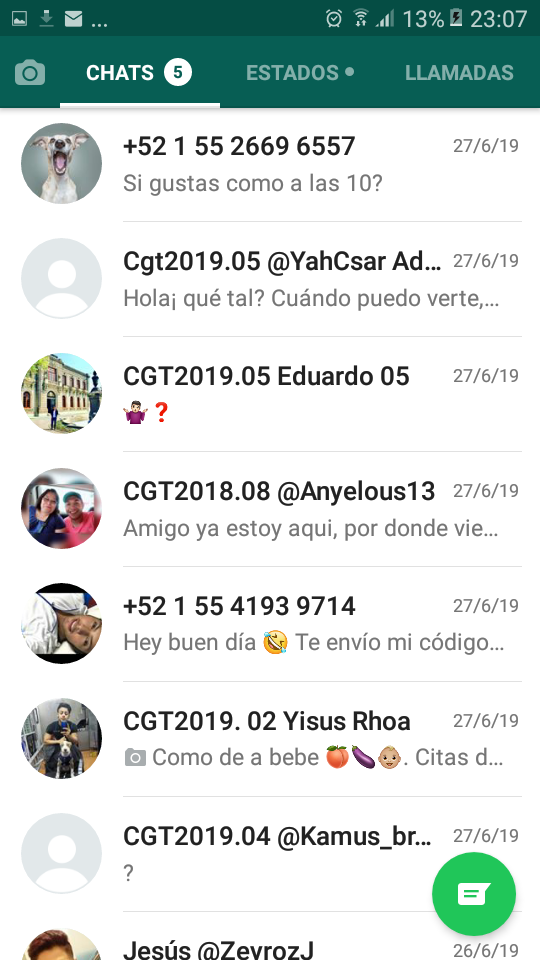 ... 13% 23:07
CHATS 5 ESTADOS LLAMADAS
+52 1 55 2669 6557 27/6/19
Si gustas como a las 10?
Cgt2019.05 @YahCsar Ad... 27/6/19
Hola¡ qué tal? Cuándo puedo verte,...
CGT2019.05 Eduardo 05 27/6/19
🤷🏻‍♂️❓
CGT2018.08 @Anyelous13 27/6/19
Amigo ya estoy aqui, por donde vie...
+52 1 55 4193 9714 27/6/19
Hey buen día 🤣 Te envío mi código...
CGT2019. 02 Yisus Rhoa 27/6/19
Como de a bebe 🍑🍆👶🏼. Citas d...
CGT2019.04 @Kamus_br... 27/6/19
?
Jesús @ZeyrozJ 26/6/19